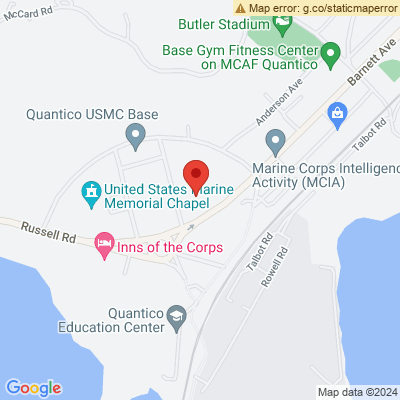 Map error: g.co/staticmaperror
McCard Rd
Butler Stadium
Base Gym Fitness Center
on MCAF Quantico
Barnett Ave
Anderson Ave
Quantico USMC Base
Talbot Rd
Marine Corps Intelligenc
Activity (MCIA)
United States Marine
Memorial Chapel
Russell Rd
Inns of the Corps
Talbot Rd
Rowell Rd
Quantico
Education Center
Google
Map data ©2024